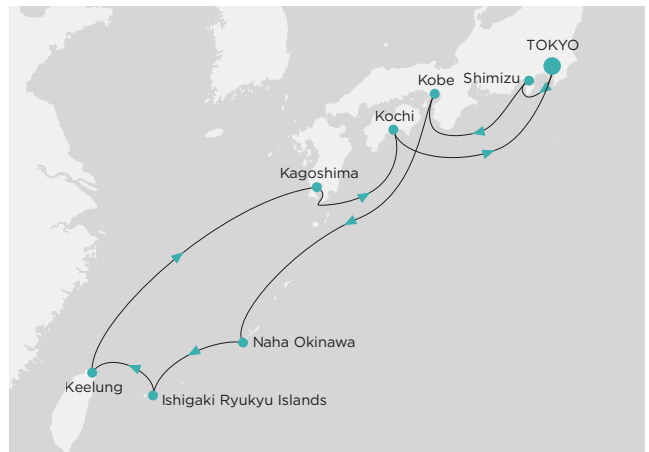 TOKYO
Kobe
Shimizu
Kochi
Kagoshima
Naha Okinawa
Keelung
Ishigaki Ryukyu Islands